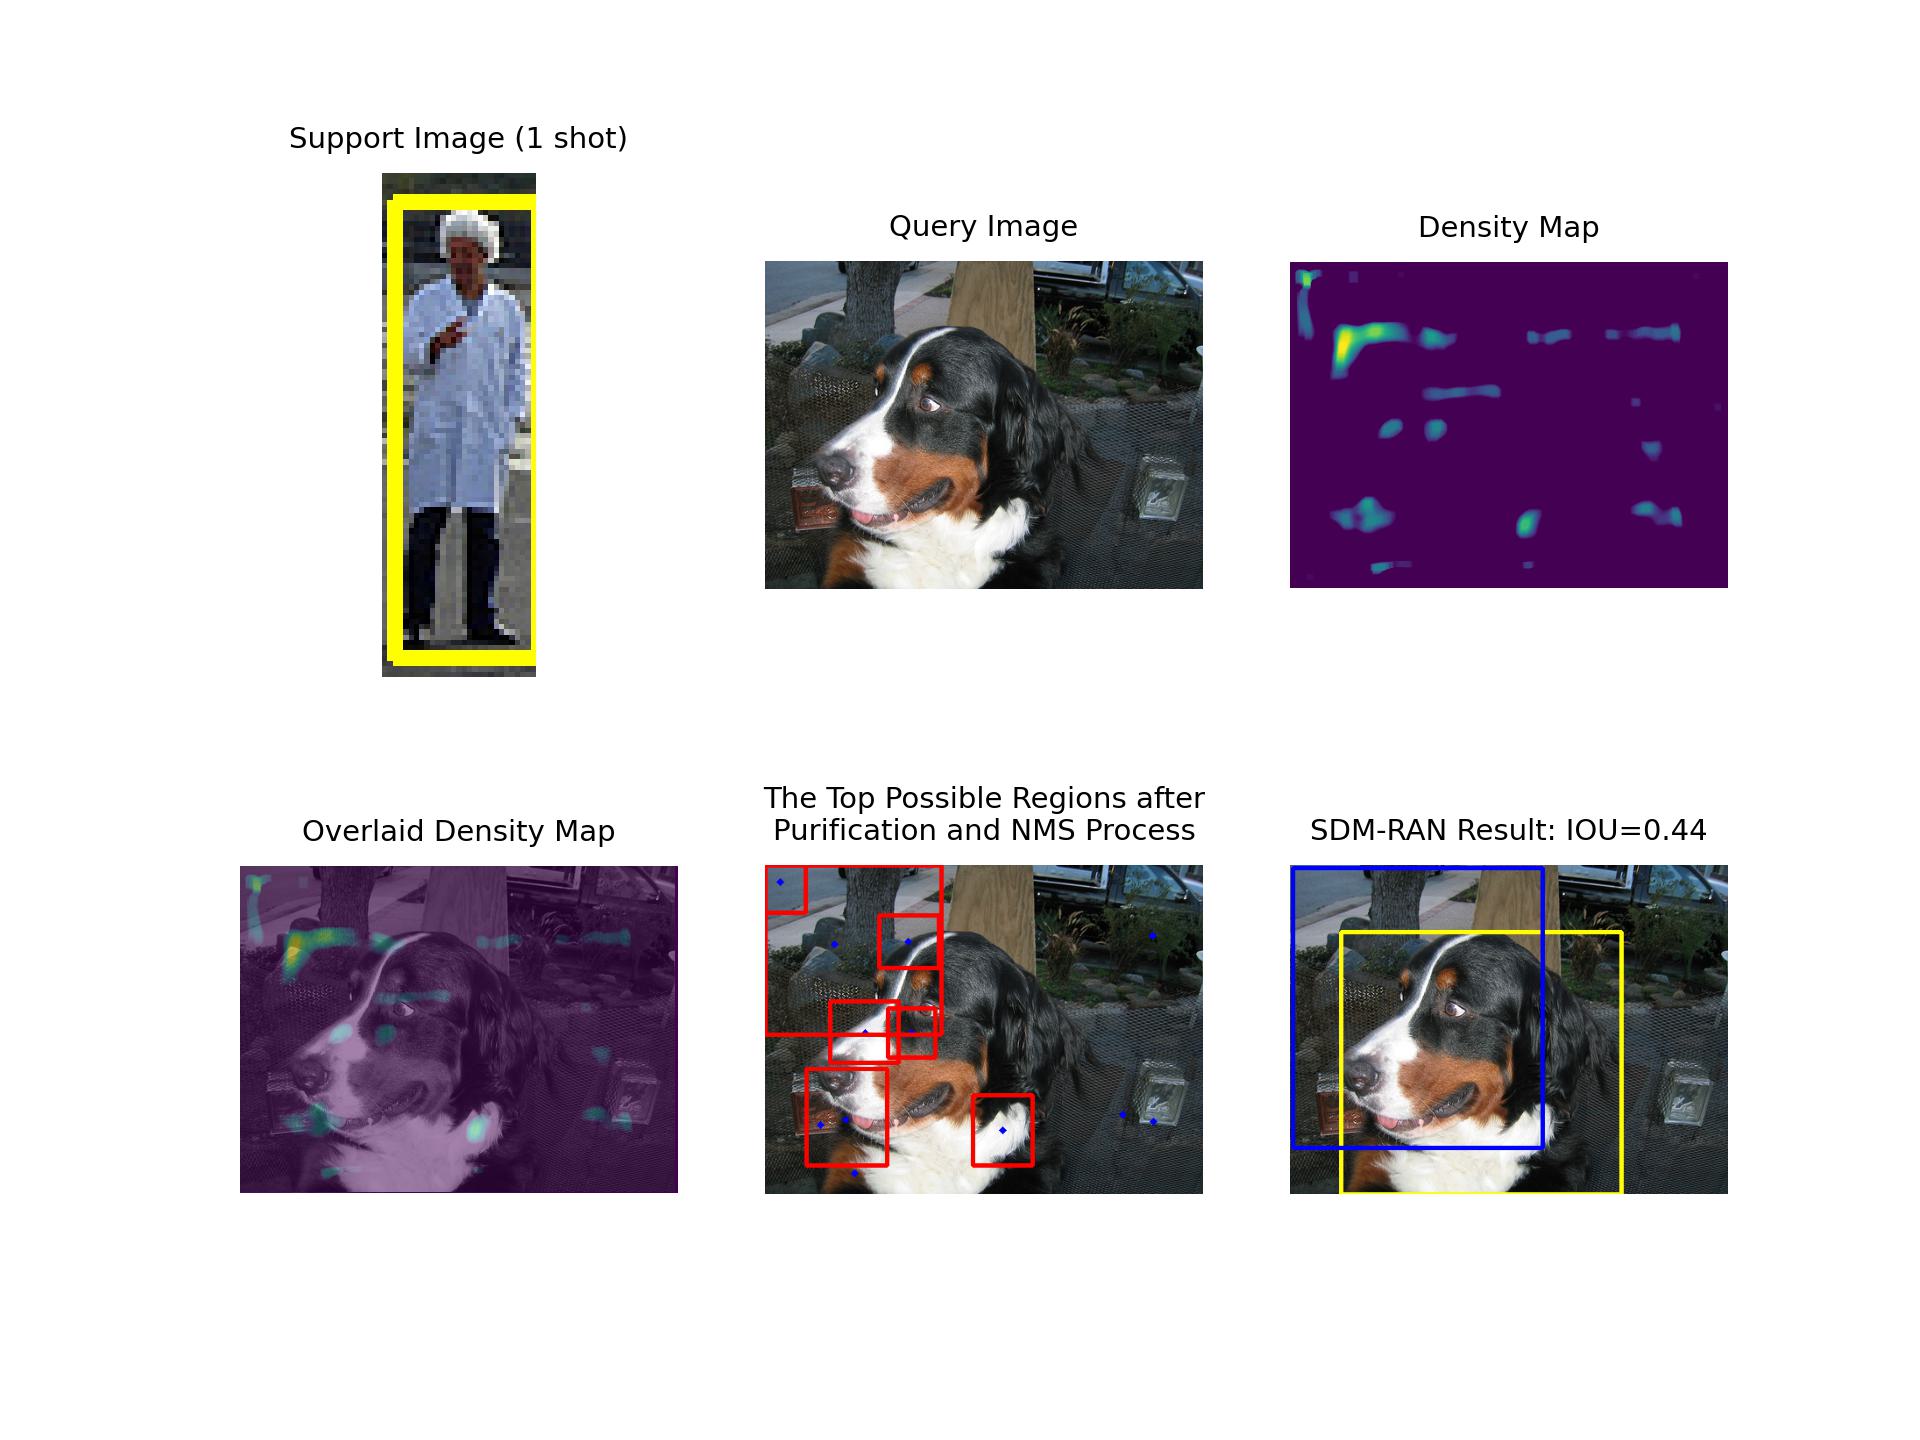 Support Image (1 shot)
Query Image
Density Map
Overlaid Density Map
The Top Possible Regions after
Purification and NMS Process
SDM-RAN Result: IOU=0.44